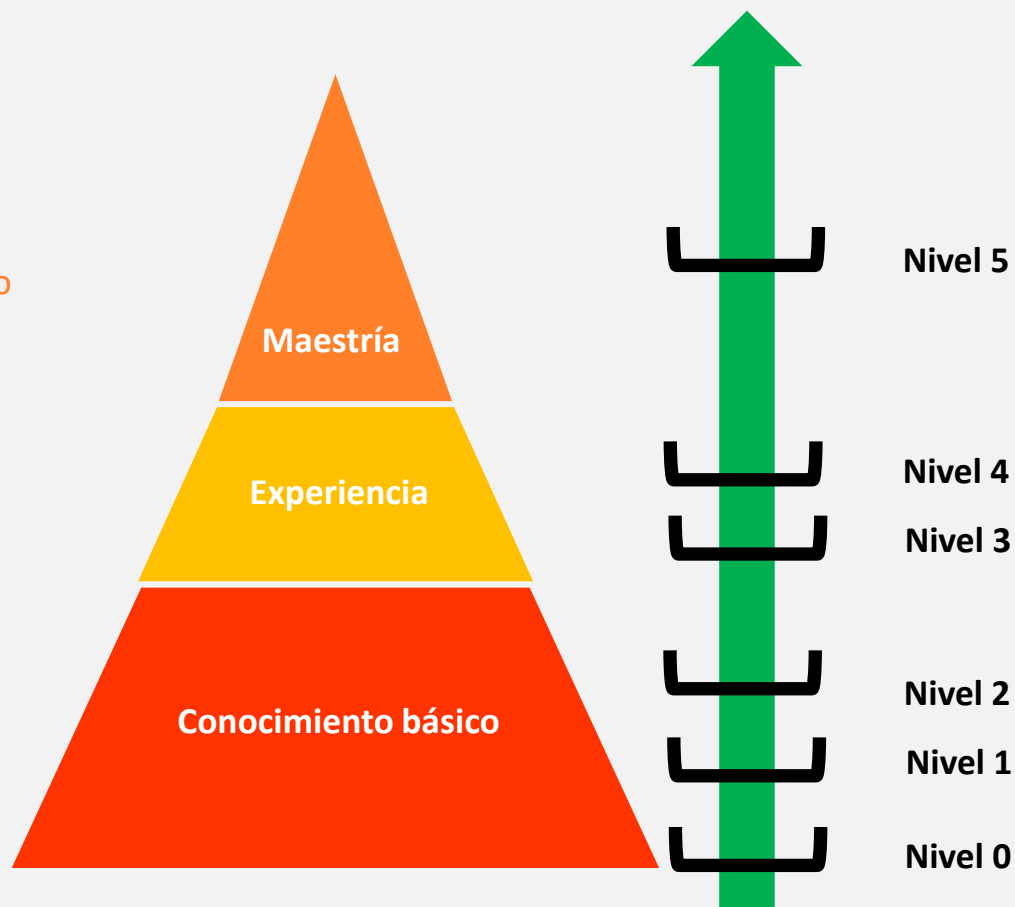 Nivel 5
o
Maestría
Nivel 4
Experiencia
Nivel 3
Nivel 2
Conocimiento básico
Nivel 1
Nivel 0